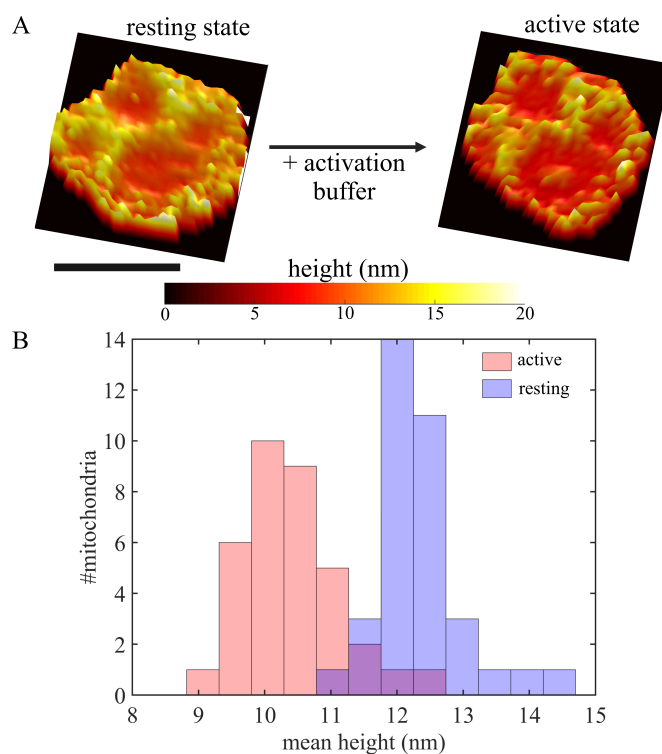 A
resting state
active state
+ activation
buffer
height (nm)
0 5 10 15 20
B
14
12
10
8
6
4
2
0
#mitochondria
active
resting
8 9 10 11 12 13 14 15
mean height (nm)